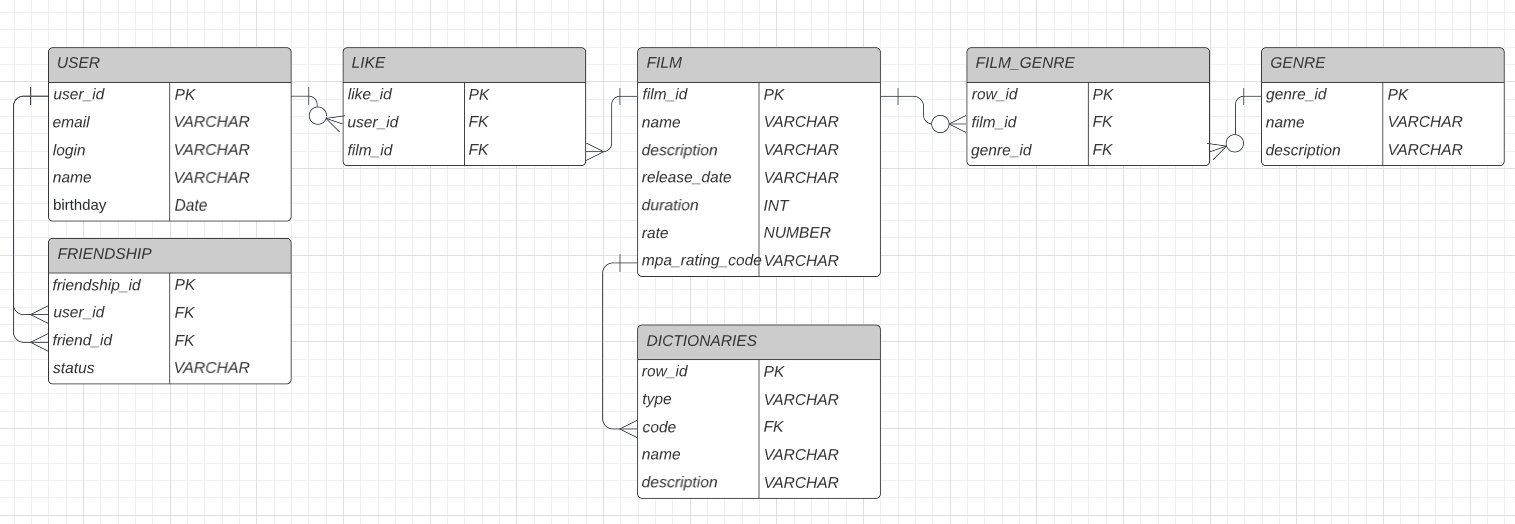 USER
user_id PK
email VARCHAR
login VARCHAR
name VARCHAR
birthday Date
FRIENDSHIP
friendship_id PK
user_id FK
friend_id FK
status VARCHAR
LIKE
like_id PK
user_id FK
film_id FK
FILM
film_id PK
name VARCHAR
description VARCHAR
release_date VARCHAR
duration INT
rate NUMBER
mpa_rating_code VARCHAR
DICTIONARIES
row_id PK
type VARCHAR
code FK
name VARCHAR
description VARCHAR
FILM_GENRE
row_id PK
film_id FK
genre_id FK
GENRE
genre_id PK
name VARCHAR
description VARCHAR